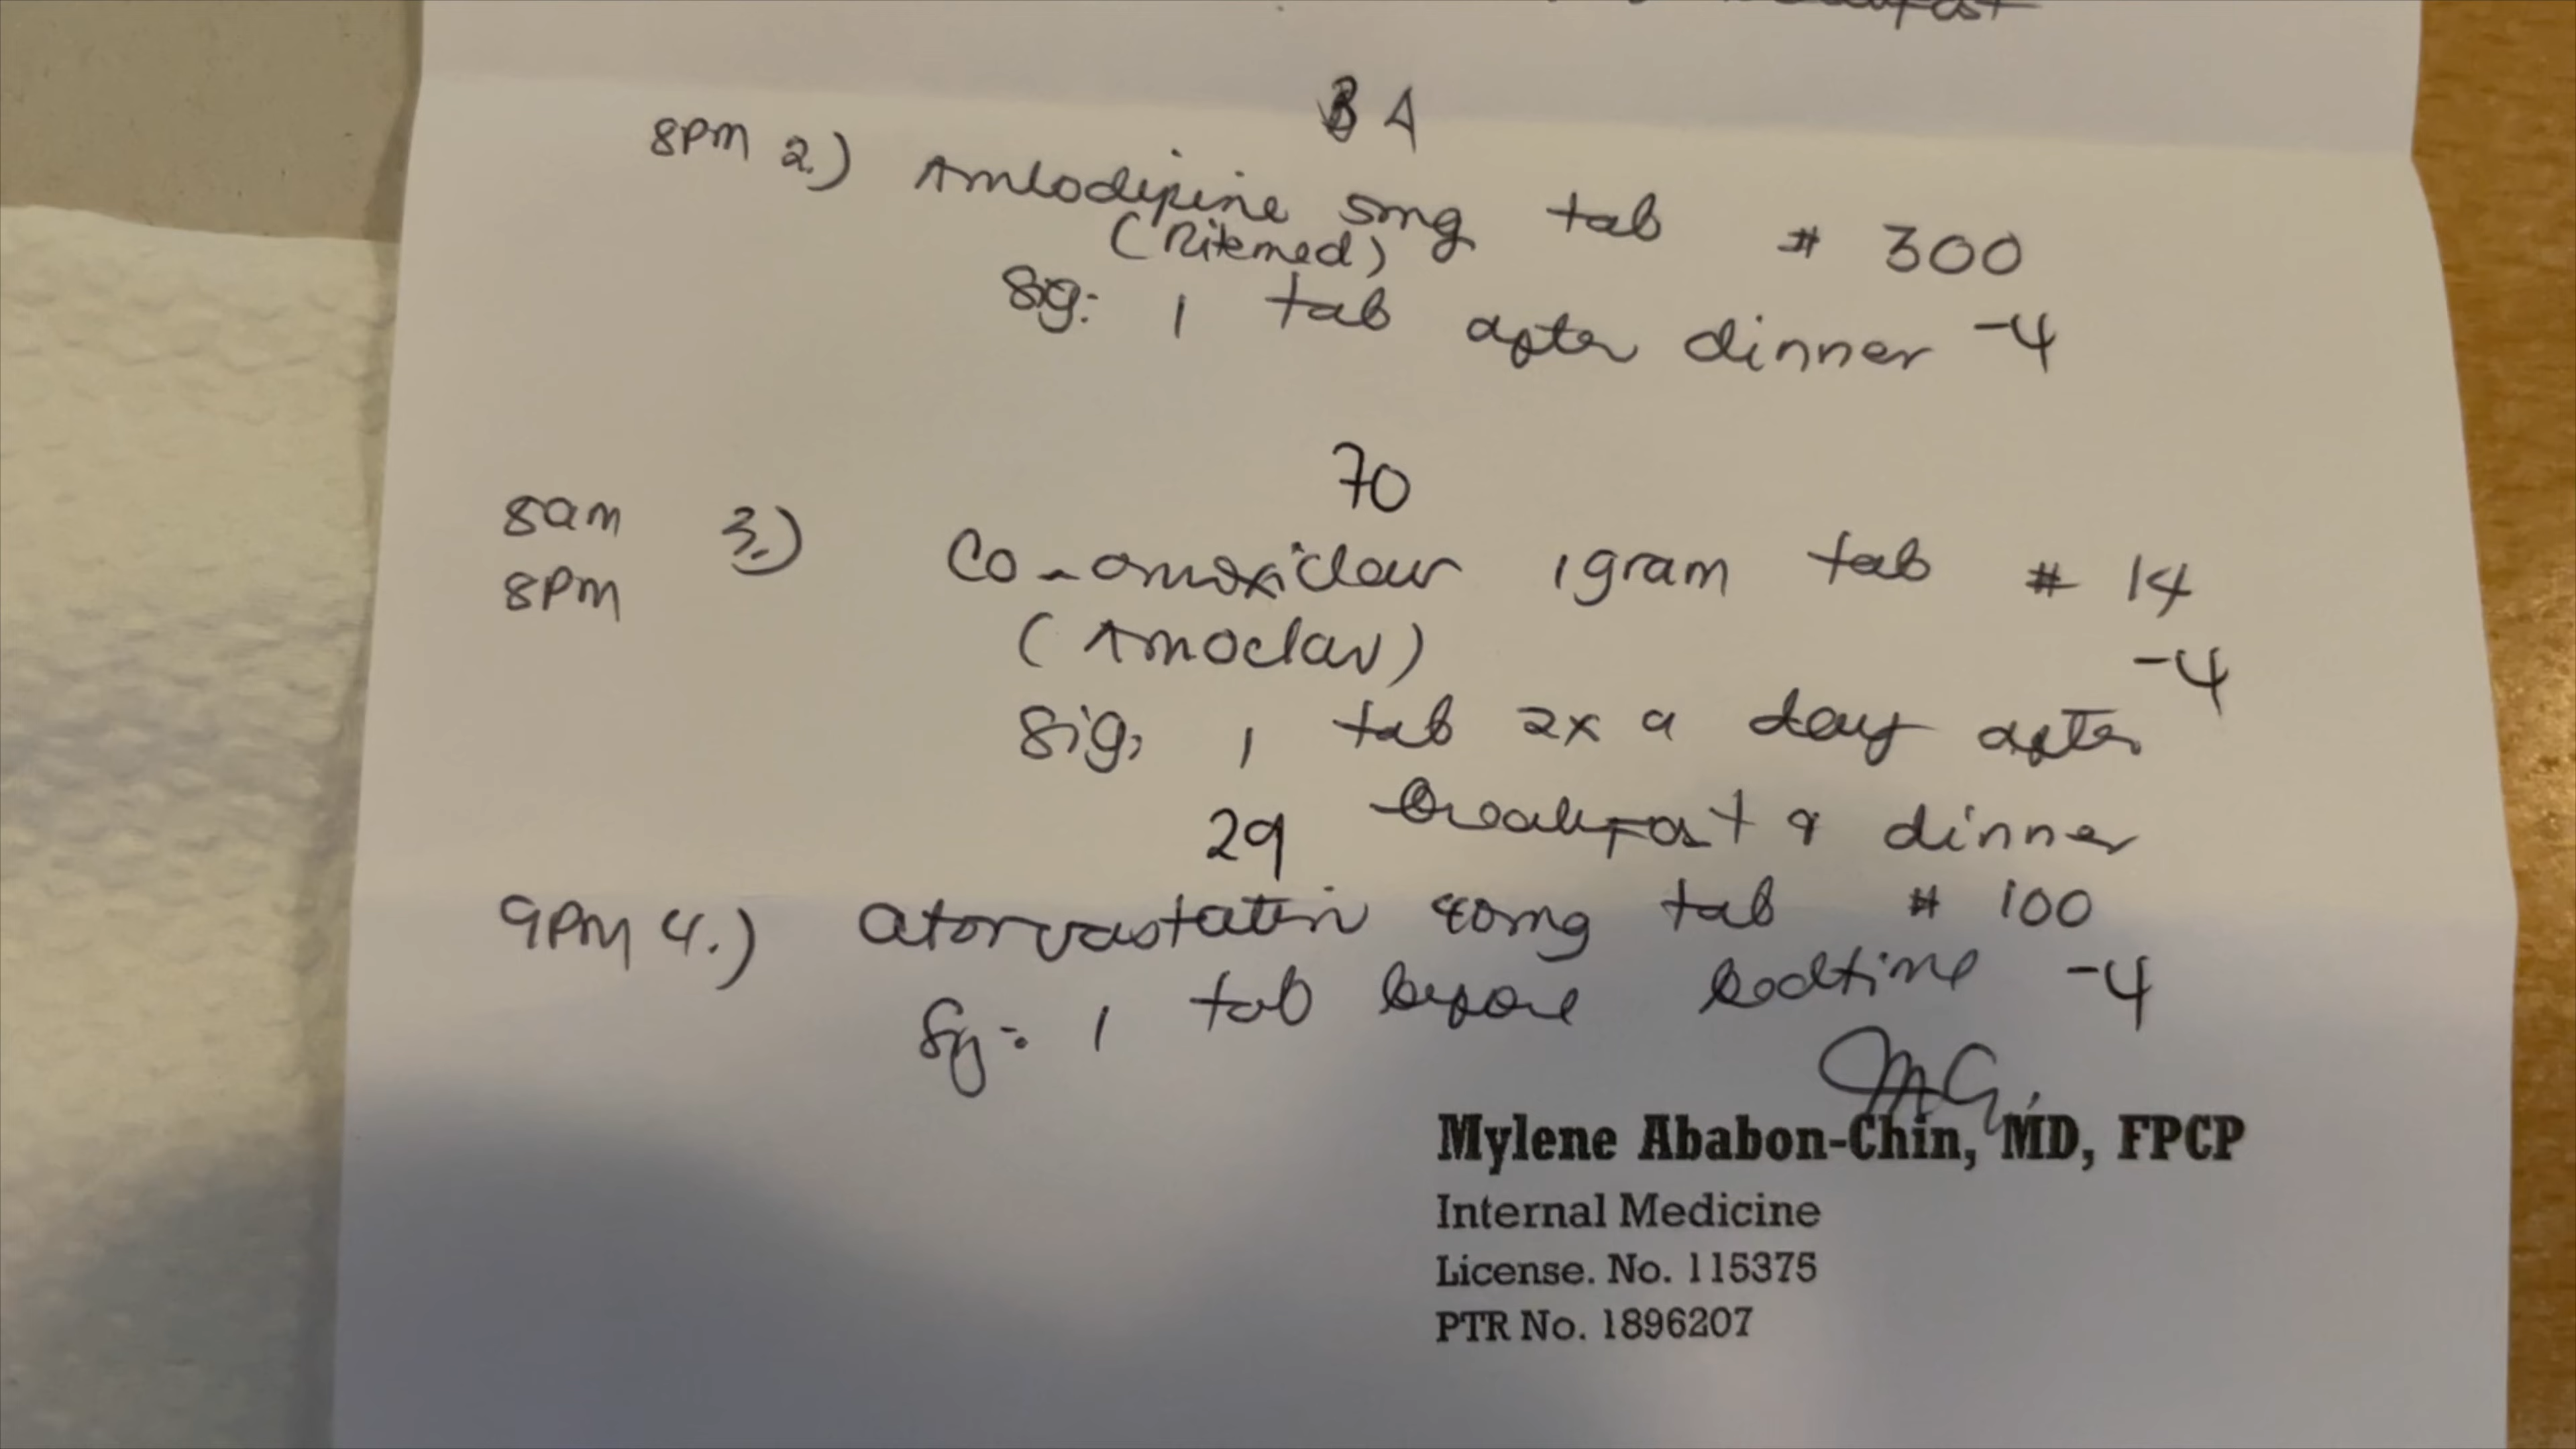 8pm 2.) Amlodipine 5mg tab # 300
(Ritemed)
Sig: 1 tab after dinner -4
70
8am 3.) Co-amoxiclav 1gram tab # 14
8pm
(Amoclav) -4
Sig, 1 tab 2x a day after
breakfast & dinner
29
9pm 4.) atorvastatin tab # 100
Sig: 1 tab before bedtime -4
Mylene Ababon-Chin, MD, FPCP
Internal Medicine
License. No. 115375
PTR No. 1896207